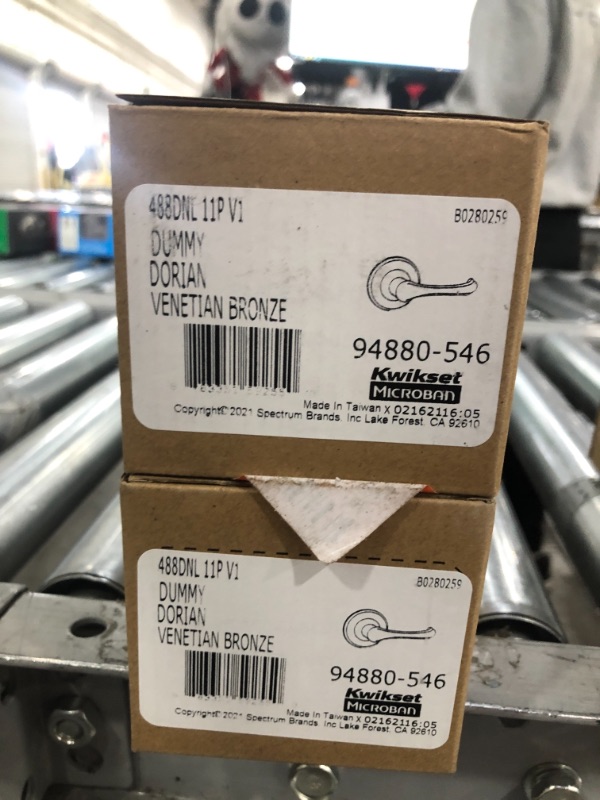 488DNL 11P V1
B0280259
DUMMY
DORIAN
VENETIAN BRONZE
94880-546
Kwikset
MICROBAN
Made In Taiwan X 02162116:05
Copyright© 2021 Spectrum Brands, Inc Lake Forest, CA 92610
488DNL 11P V1
B0280259
DUMMY
DORIAN
VENETIAN BRONZE
94880-546
Kwikset
MICROBAN
Made In Taiwan X 02162116:05
Copyright© Spectrum Brands, Inc Lake Forest, CA 92610